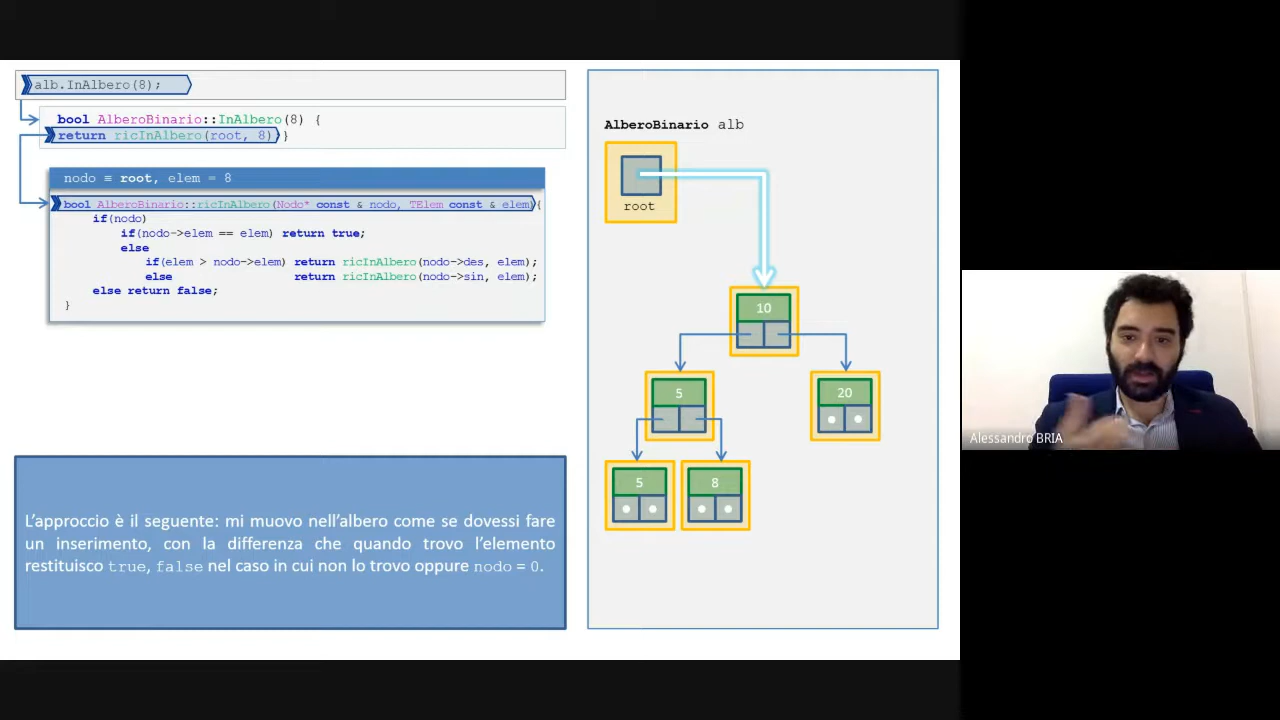 alb.InAlbero(8);
bool AlberoBinario::InAlbero(8) {
return ricInAlbero(root, 8) }
nodo ≡ root, elem = 8
bool AlberoBinario::ricInAlbero(Nodo* const & nodo, TElem const & elem){
if(nodo)
if(nodo->elem == elem) return true;
else
if(elem > nodo->elem) return ricInAlbero(nodo->des, elem);
else return ricInAlbero(nodo->sin, elem);
else return false;
}
L'approccio è il seguente: mi muovo nell'albero come se dovessi fare
un inserimento, con la differenza che quando trovo l'elemento
restituisco true, false nel caso in cui non lo trovo oppure nodo = 0.
AlberoBinario alb
root
10
5
20
5
8
Alessandro BRIA